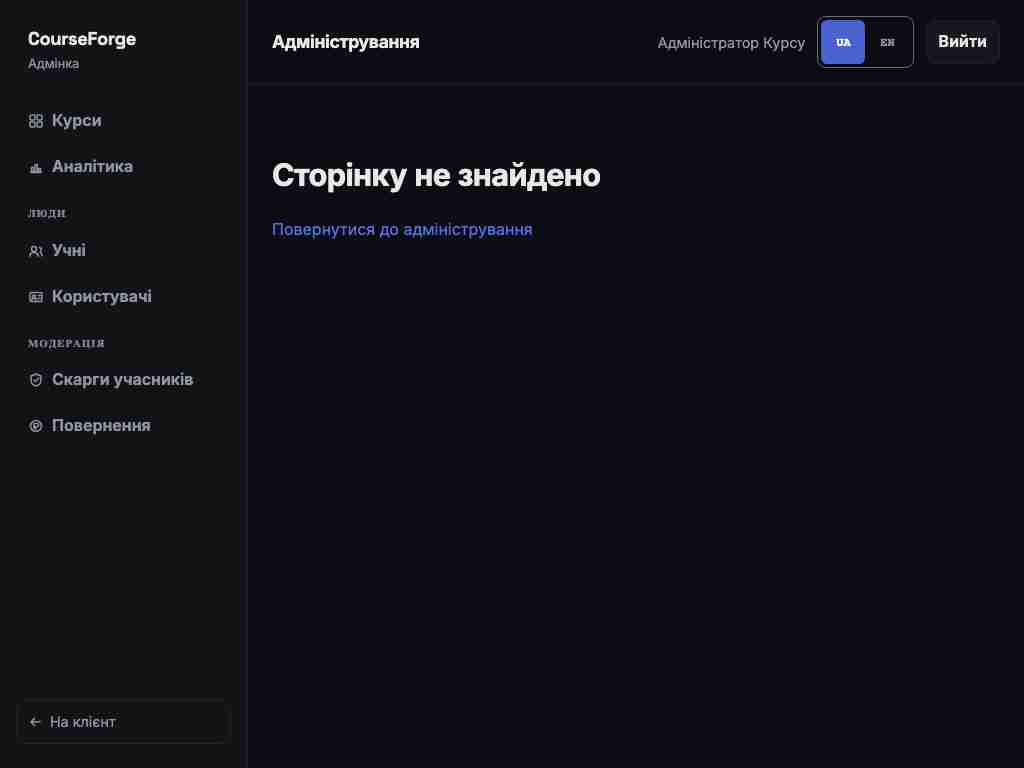 CourseForge
Адмінка
Курси
Аналітика
ЛЮДИ
Учні
Користувачі
МОДЕРАЦІЯ
Скарги учасників
Повернення
← На клієнт
Адміністрування
Адміністратор Курсу
UA
EN
Вийти
Сторінку не знайдено
Повернутися до адміністрування